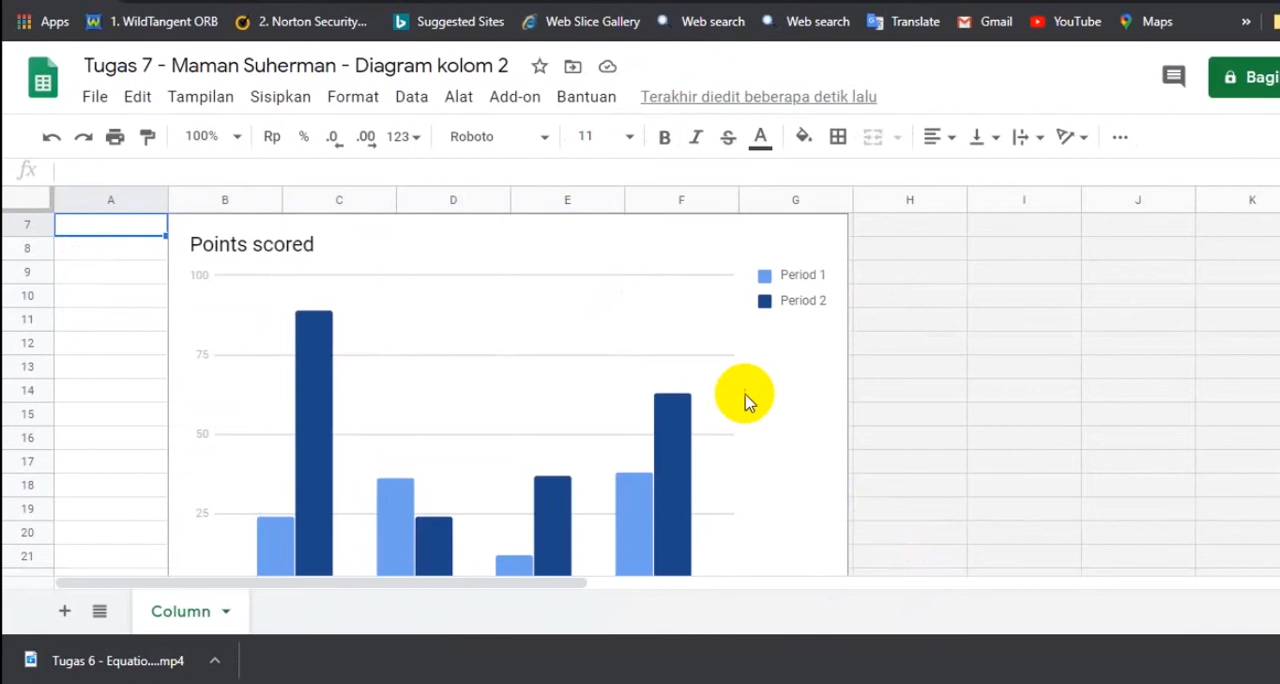 Apps 1. WildTangent ORB 2. Norton Security... Suggested Sites Web Slice Gallery Web search Web search Translate Gmail YouTube Maps »
Tugas 7 - Maman Suherman - Diagram kolom 2
Bagi
File Edit Tampilan Sisipkan Format Data Alat Add-on Bantuan Terakhir diedit beberapa detik lalu
100% Rp % .0 .00 123 Roboto 11 B I S A
fx
A B C D E F G H I J K
7
8
9
10
11
12
13
14
15
16
17
18
19
20
21
Points scored
100
75
50
25
Period 1
Period 2
Column
Tugas 6 - Equatio....mp4